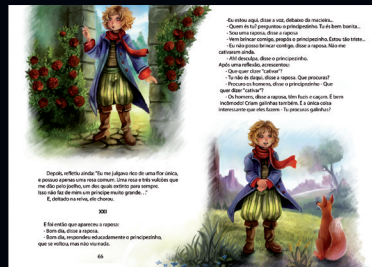 Depois, refletiu ainda: "Eu me julgava rico de uma flor única,
e possuo apenas uma rosa comum. Uma rosa e três vulcões que
me dão pelo joelho, um dos quais extinto para sempre.
Isso não faz de mim um príncipe muito grande. . ."
E, deitado na relva, ele chorou.
XXI
E foi então que apareceu a raposa:
- Bom dia, disse a raposa.
- Bom dia, respondeu educadamente o principezinho,
que se voltou, mas não viu nada.
66
-Eu estou aqui, disse a voz, debaixo da macieira...
- Quem és tu? perguntou o principezinho. Tu és bem bonita...
- Sou uma raposa, disse a raposa
- Vem brincar comigo, propôs o principezinho. Estou tão triste...
- Eu não posso brincar contigo, disse a raposa. Não me
cativaram ainda.
- Ah! desculpa, disse o principezinho.
Após uma reflexão, acrescentou:
- Que quer dizer "cativar"?
- Tu não és daqui, disse a raposa. Que procuras?
- Procuro os homens, disse o principezinho - Que
quer dizer "cativar"?
- Os homens, disse a raposa, têm fuzis e caçam. É bem
incômodo! Criam galinhas também. É a única coisa
interessante que eles fazem - Tu procuras galinhas?